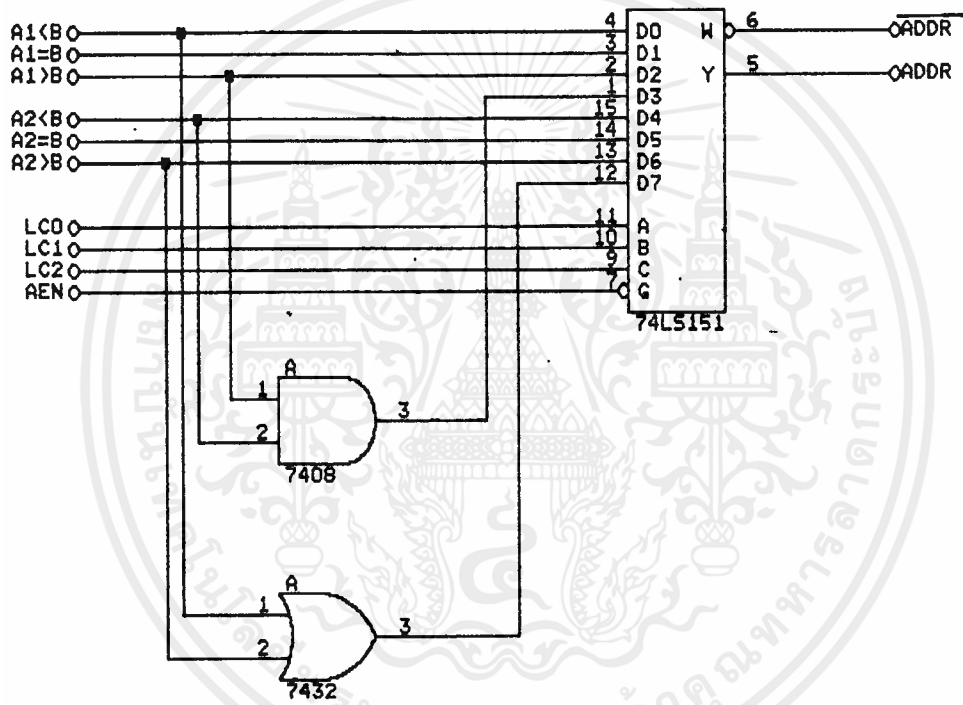 A1<B
A1=B
A1>B
A2<B
A2=B
A2>B
LC0
LC1
LC2
AEN
4
3
2
1
15
14
13
12
11
10
9
7
D0
D1
D2
D3
D4
D5
D6
D7
A
B
C
G
W
Y
6
5
ADDR
ADDR
74LS151
A
1
2
3
7408
A
1
2
3
7432